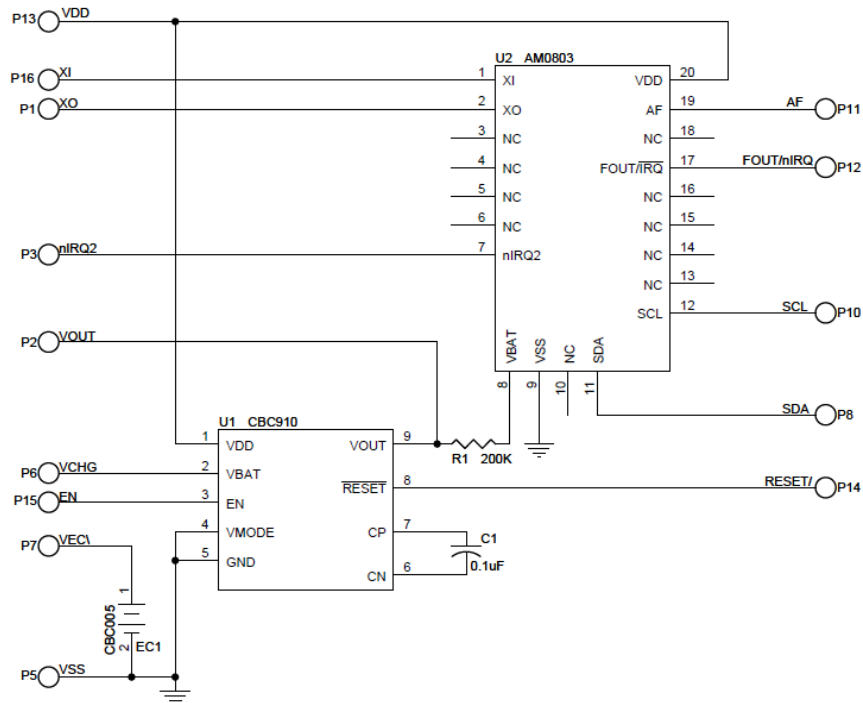 P13 VDD
U2 AM0803
P16 XI 1 XI VDD 20
P1 XO 2 XO AF 19 AF P11
3 NC NC 18
4 NC FOUT/IRQ 17 FOUT/nIRQ P12
5 NC NC 16
6 NC NC 15
P3 nIRQ2 7 nIRQ2 NC 14
NC 13
SCL 12 SCL P10
P2 VOUT
VBAT VSS NC SDA
8 9 10 11
SDA P8
U1 CBC910
1 VDD VOUT 9
R1 200K
P6 VCHG 2 VBAT
RESET 8 RESET/ P14
P15 EN 3 EN
4 VMODE CP 7
P7 VEC\
C1
0.1uF
5 GND
CN 6
1
CBC005
2 EC1
P5 VSS